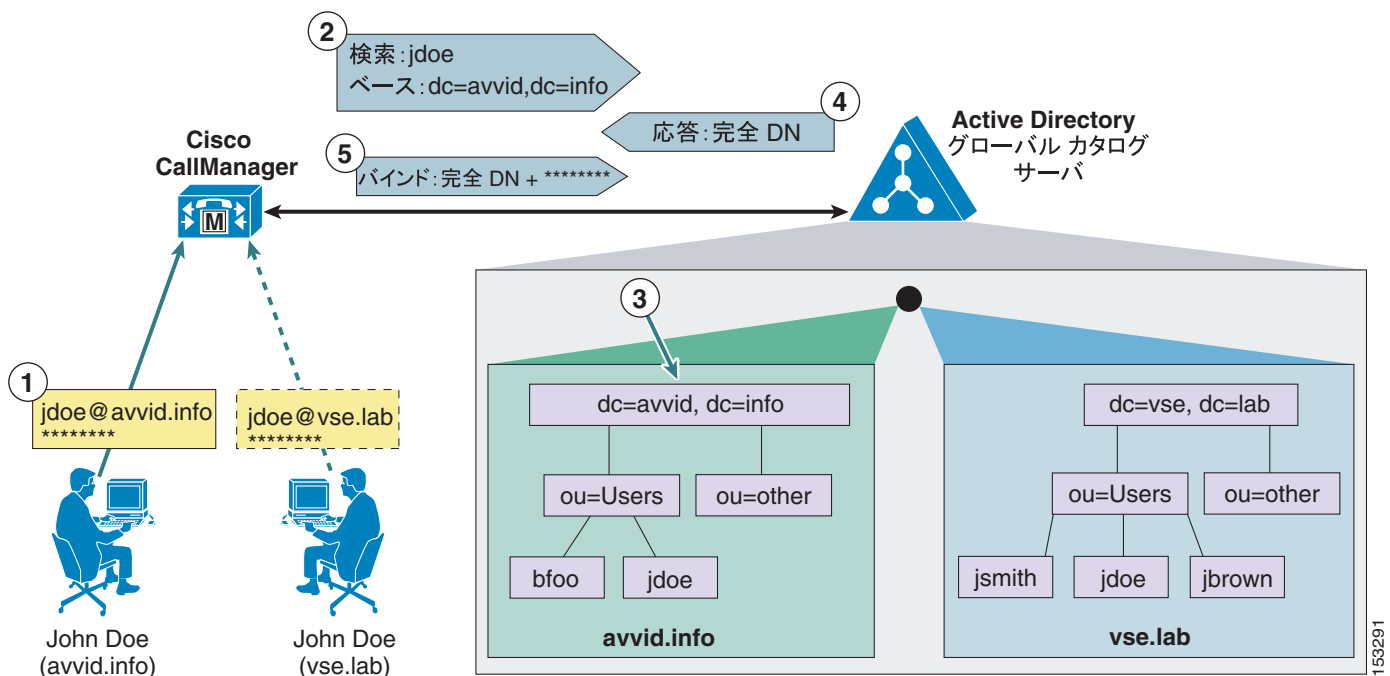 2
検索：jdoe
ベース：dc=avvid,dc=info
4
応答：完全 DN
Active Directory
グローバル カタログ
サーバ
Cisco
CallManager
5
バインド：完全 DN + ********
M
3
1
jdoe@avvid.info
********
jdoe@vse.lab
********
dc=avvid, dc=info
dc=vse, dc=lab
ou=Users
ou=other
ou=Users
ou=other
bfoo
jdoe
jsmith
jdoe
jbrown
avvid.info
vse.lab
John Doe
(avvid.info)
John Doe
(vse.lab)
153291